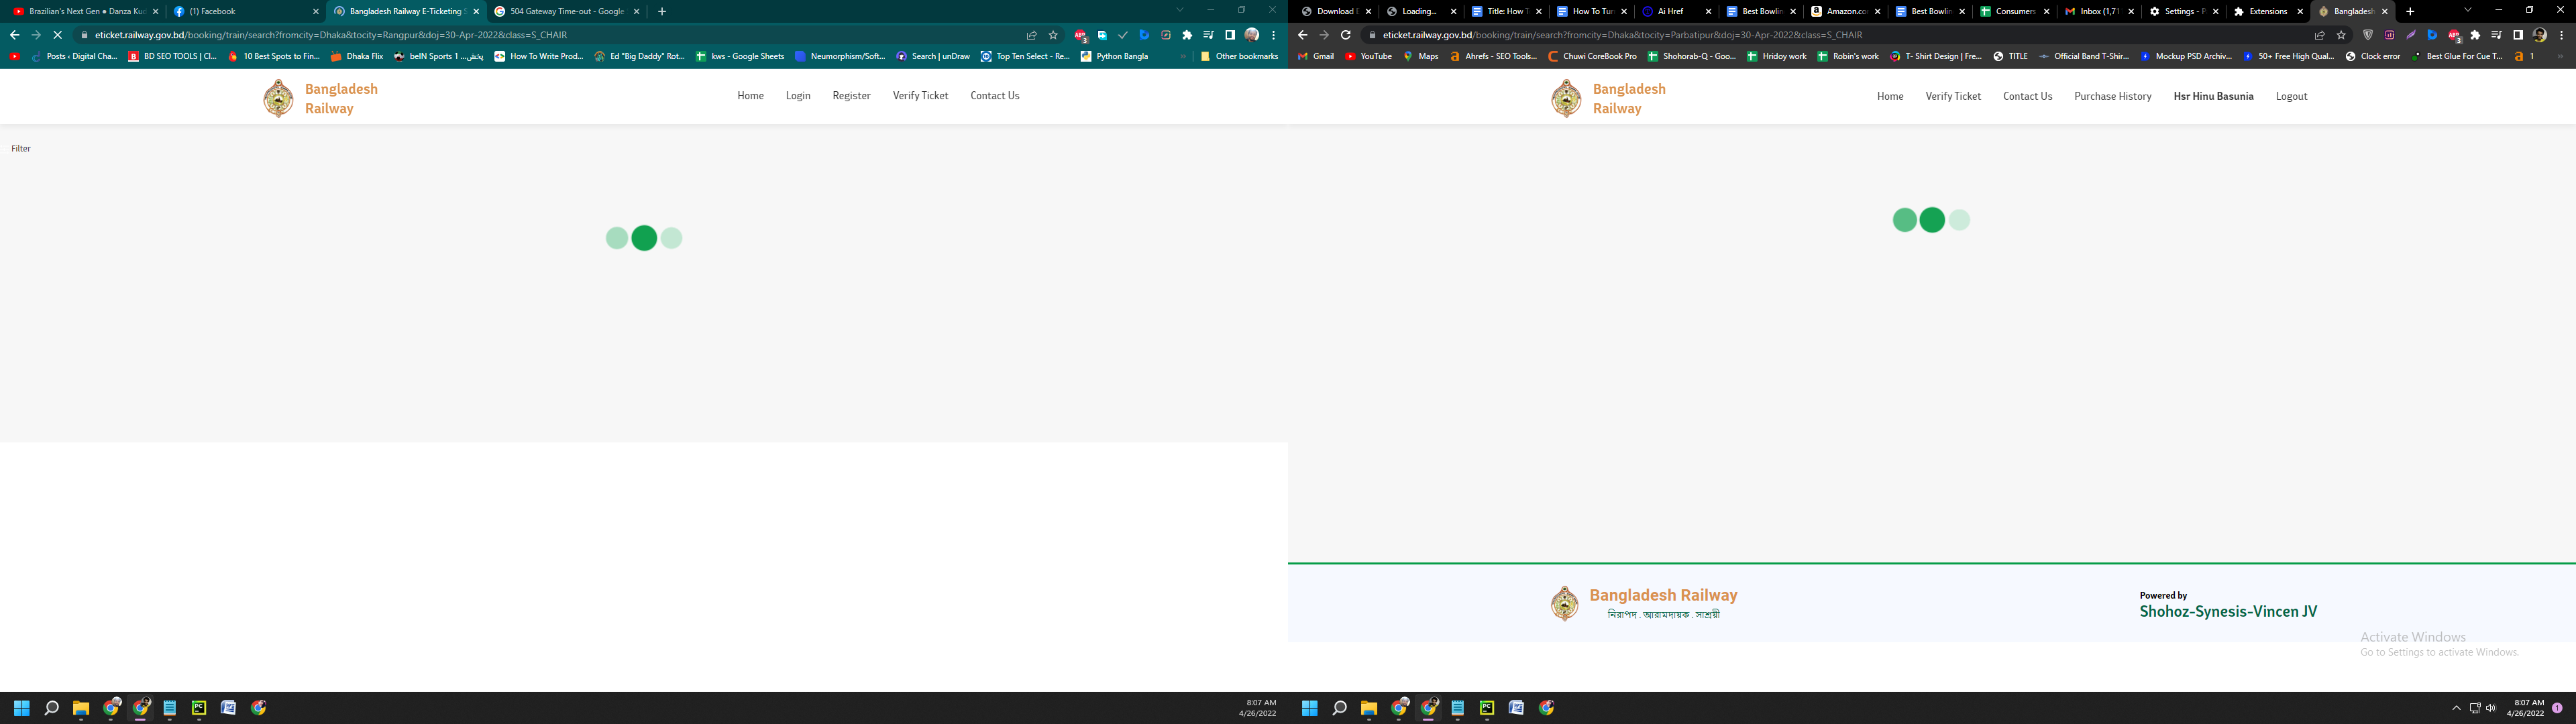 Brazilian's Next Gen ● Danza Kud
(1) Facebook
Bangladesh Railway E-Ticketing S
504 Gateway Time-out - Google
eticket.railway.gov.bd/booking/train/search?fromcity=Dhaka&tocity=Rangpur&doj=30-Apr-2022&class=S_CHAIR
Posts ‹ Digital Cha...
BD SEO TOOLS | Cl...
10 Best Spots to Fin...
Dhaka Flix
beIN Sports 1 ...پخش
How To Write Prod...
Ed "Big Daddy" Rot...
kws - Google Sheets
Neumorphism/Soft...
Search | unDraw
Top Ten Select - Re...
Python Bangla
Other bookmarks
Bangladesh
Railway
Home
Login
Register
Verify Ticket
Contact Us
Filter
8:07 AM
4/26/2022
Download E
Loading...
Title: How T
How To Tun
Ai Href
Best Bowlin
Amazon.co
Best Bowlin
Consumers
Inbox (1,71
Settings - P
Extensions
Bangladesh
eticket.railway.gov.bd/booking/train/search?fromcity=Dhaka&tocity=Parbatipur&doj=30-Apr-2022&class=S_CHAIR
Gmail
YouTube
Maps
Ahrefs - SEO Tools...
Chuwi CoreBook Pro
Shohorab-Q - Goo...
Hridoy work
Robin's work
T- Shirt Design | Fre...
TITLE
Official Band T-Shir...
Mockup PSD Archiv...
50+ Free High Qual...
Clock error
Best Glue For Cue T...
1
Bangladesh
Railway
Home
Verify Ticket
Contact Us
Purchase History
Hsr Hinu Basunia
Logout
Bangladesh Railway
নিরাপদ . আরামদায়ক . সাশ্রয়ী
Powered by
Shohoz-Synesis-Vincen JV
Activate Windows
Go to Settings to activate Windows.
8:07 AM
4/26/2022
1